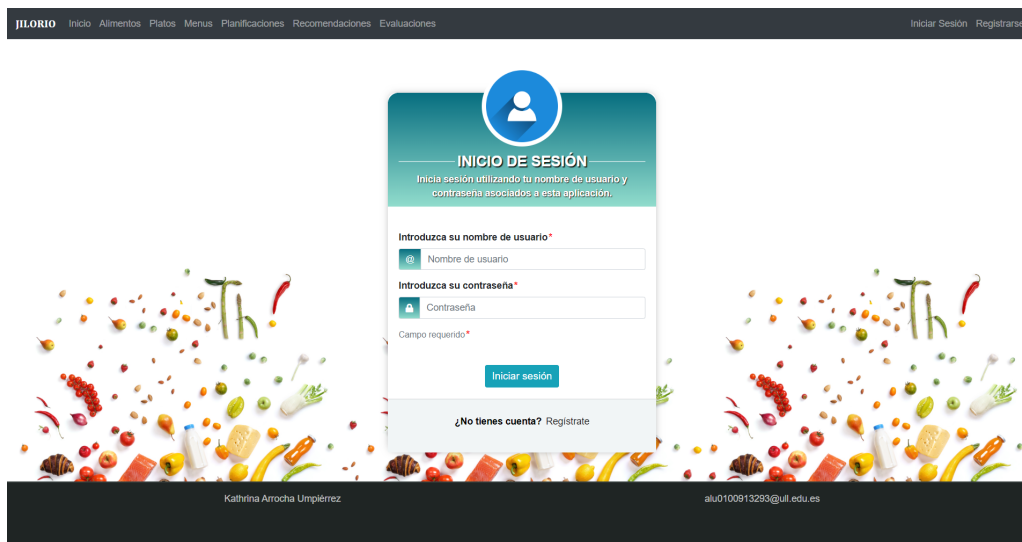 JILORIO Inicio Alimentos Platos Menus Planificaciones Recomendaciones Evaluaciones Iniciar Sesión Registrarse
INICIO DE SESIÓN
Inicia sesión utilizando tu nombre de usuario y
contraseña asociados a esta aplicación.
Introduzca su nombre de usuario*
@ Nombre de usuario
Introduzca su contraseña*
Contraseña
Campo requerido*
Iniciar sesión
¿No tienes cuenta? Regístrate
Kathrina Arrocha Umpiérrez alu0100913293@ull.edu.es